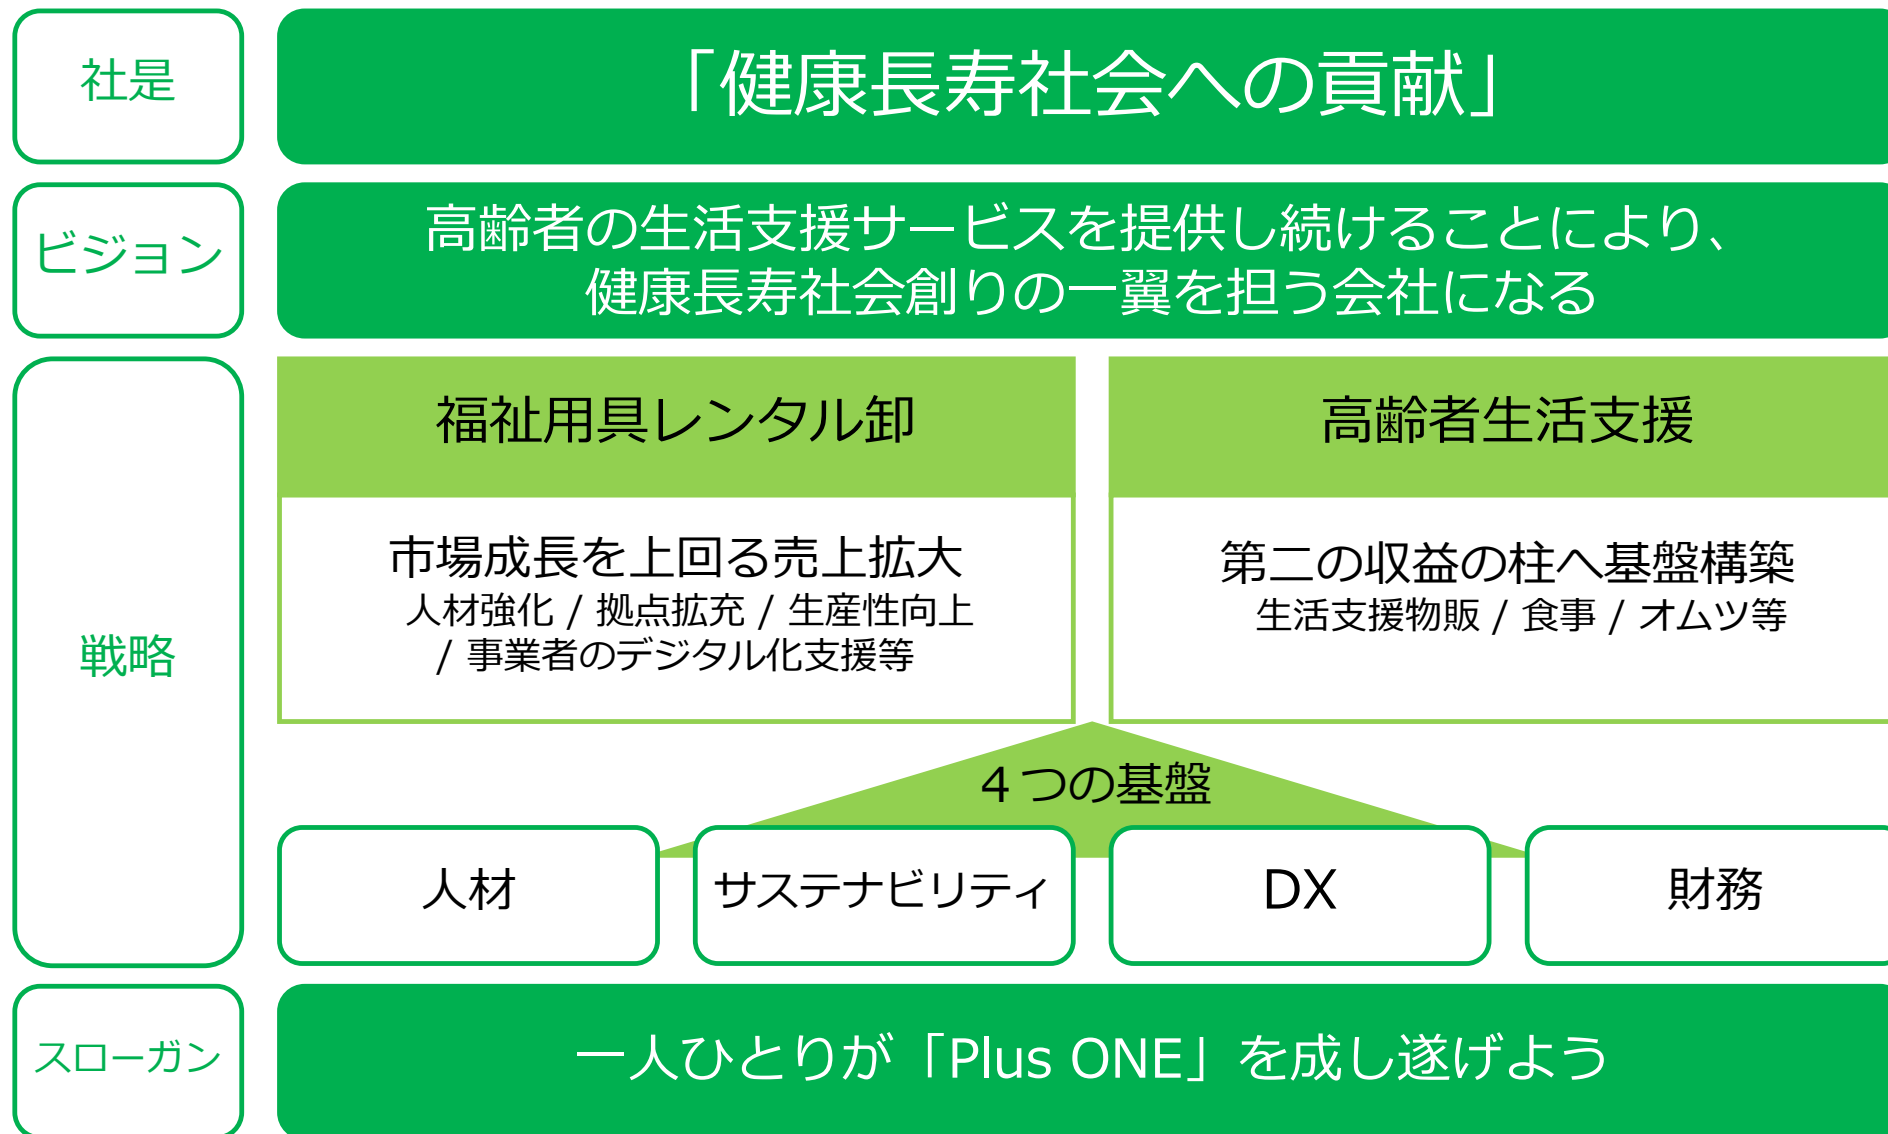 社是
「健康長寿社会への貢献」
ビジョン
高齢者の生活支援サービスを提供し続けることにより、
健康長寿社会創りの一翼を担う会社になる
戦略
福祉用具レンタル卸
市場成長を上回る売上拡大
人材強化 / 拠点拡充 / 生産性向上
/ 事業者のデジタル化支援等
高齢者生活支援
第二の収益の柱へ基盤構築
生活支援物販 / 食事 / オムツ等
４つの基盤
人材
サステナビリティ
DX
財務
スローガン
一人ひとりが「Plus ONE」を成し遂げよう